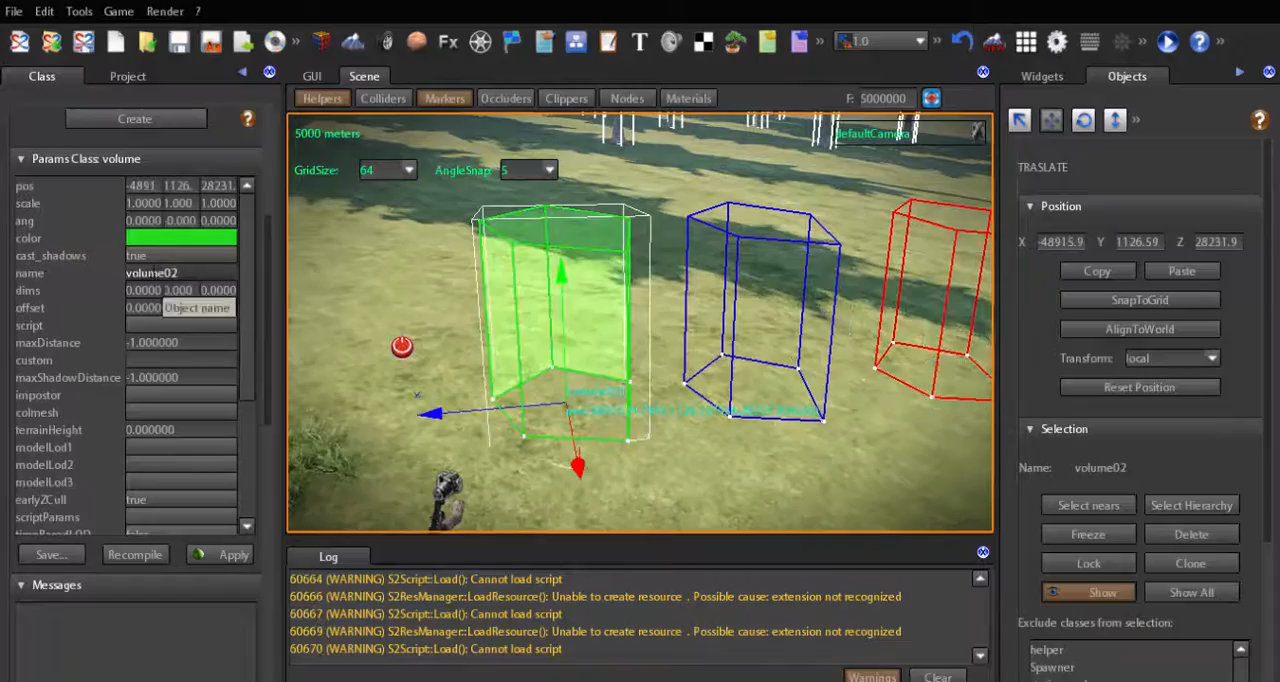 File Edit Tools Game Render ?
Fx T 1.0
Class Project GUI Scene Widgets Objects
Create
Helpers Colliders Markers Occluders Clippers Nodes Materials F: 5000000
5000 meters defaultCamera
GridSize: 64 AngleSnap: 5
Params Class: volume
pos -4891 1126. 28231.
scale 1.0000 1.000 1.0000
ang 0.0000 -0.000 0.0000
color
cast_shadows true
name volume02
dims 0.0000 3.000 0.0000
offset 0.0000 Object name
script
maxDistance -1.000000
custom
maxShadowDistance -1.000000
impostor
colmesh
terrainHeight 0.000000
modelLod1
modelLod2
modelLod3
earlyZCull true
scriptParams
Save... Recompile Apply
Messages
Log
60664 (WARNING) S2Script::Load(): Cannot load script
60666 (WARNING) S2ResManager::LoadResource(): Unable to create resource . Possible cause: extension not recognized
60667 (WARNING) S2Script::Load(): Cannot load script
60669 (WARNING) S2ResManager::LoadResource(): Unable to create resource . Possible cause: extension not recognized
60670 (WARNING) S2Script::Load(): Cannot load script
Warnings Clear
TRASLATE
Position
X -48915.9 Y 1126.59 Z 28231.9
Copy Paste
SnapToGrid
AlignToWorld
Transform: local
Reset Position
Selection
Name: volume02
Select nears Select Hierarchy
Freeze Delete
Lock Clone
Show Show All
Exclude classes from selection:
helper
Spawner